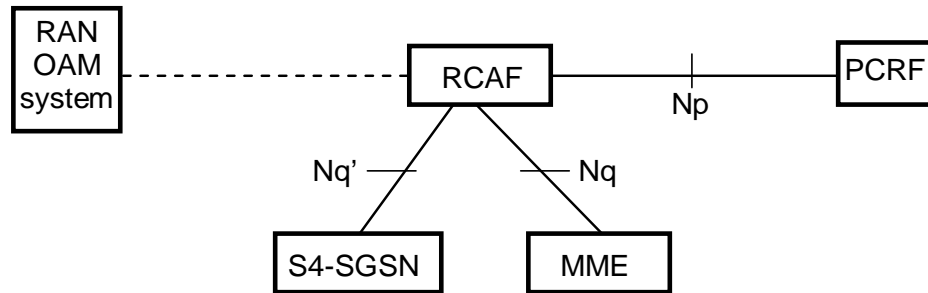 RAN
OAM
system
RCAF
PCRF
Np
Nq’
Nq
S4-SGSN
MME